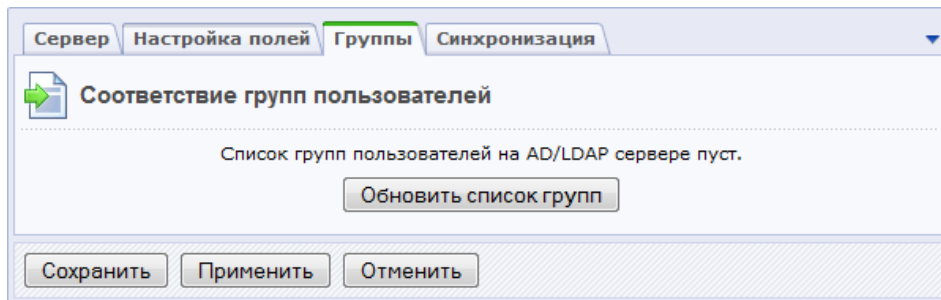 Сервер Настройка полей Группы Синхронизация
Соответствие групп пользователей
Список групп пользователей на AD/LDAP сервере пуст.
Обновить список групп
Сохранить Применить Отменить